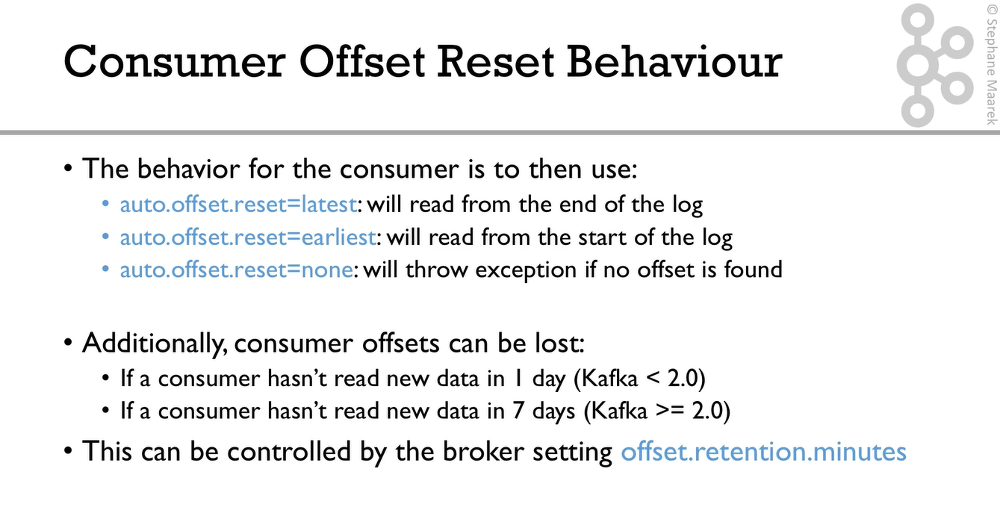 Consumer Offset Reset Behaviour
© Stephane Maarek
• The behavior for the consumer is to then use:
• auto.offset.reset=latest: will read from the end of the log
• auto.offset.reset=earliest: will read from the start of the log
• auto.offset.reset=none: will throw exception if no offset is found
• Additionally, consumer offsets can be lost:
• If a consumer hasn't read new data in 1 day (Kafka < 2.0)
• If a consumer hasn't read new data in 7 days (Kafka >= 2.0)
• This can be controlled by the broker setting offset.retention.minutes